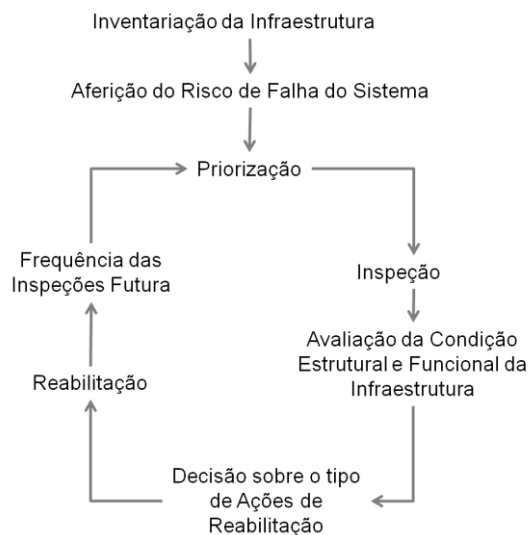 Inventariação da Infraestrutura
Aferição do Risco de Falha do Sistema
Priorização
Inspeção
Avaliação da Condição
Estrutural e Funcional da
Infraestrutura
Decisão sobre o tipo
de Ações de
Reabilitação
Reabilitação
Frequência das
Inspeções Futura